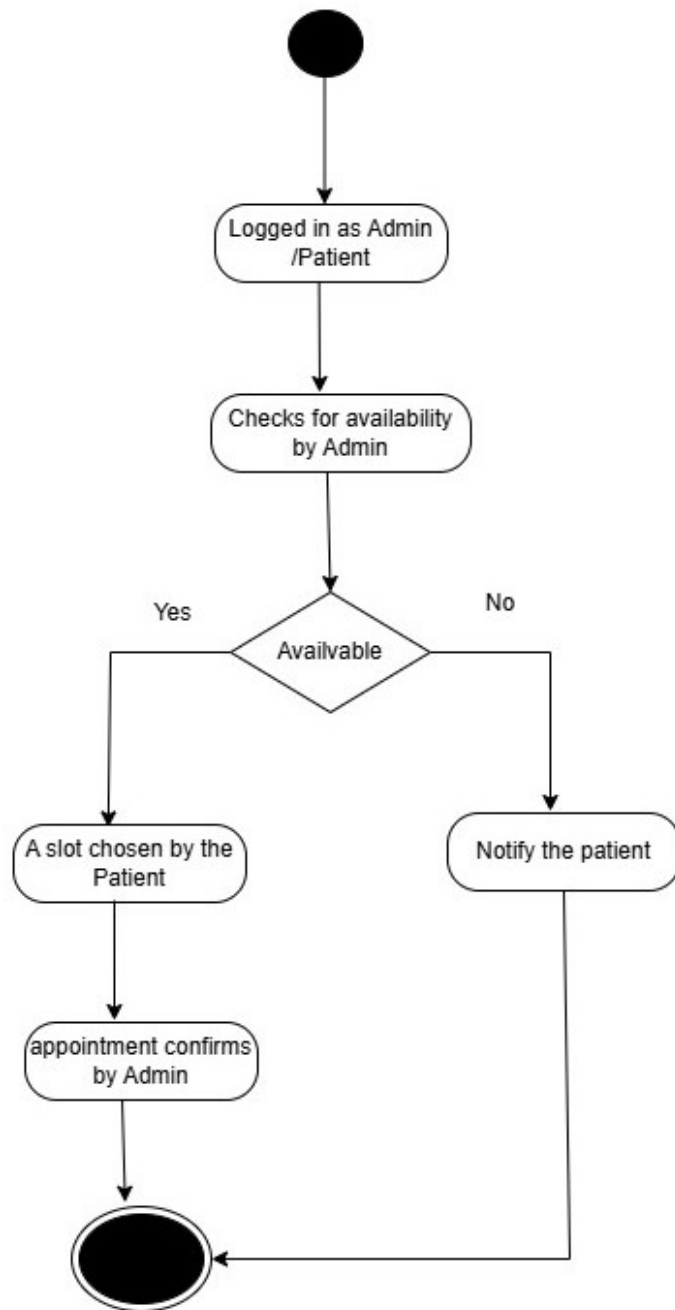 Logged in as Admin
/Patient
Checks for availability
by Admin
Yes
No
Availvable
A slot chosen by the
Patient
Notify the patient
appointment confirms
by Admin